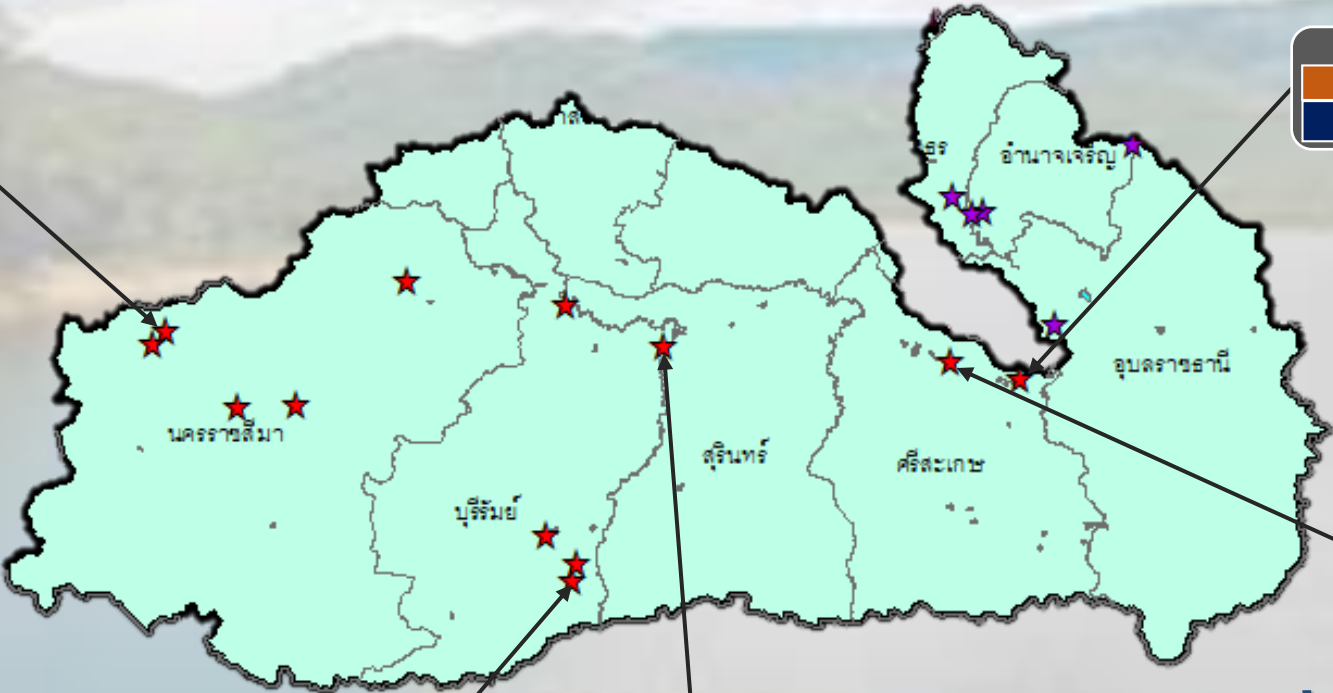 อำนาจเจริญ
อุบลราชธานี
นครราชสีมา
สุรินทร์
ศรีสะเกษ
บุรีรัมย์